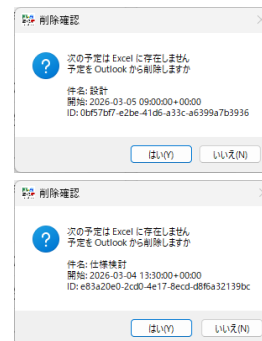 削除確認
次の予定は Excel に存在しません
予定を Outlook から削除しますか
件名: 設計
開始: 2026-03-05 09:00:00+00:00
ID: 0bf57bf7-e2be-41d6-a33c-a6399a7b3936
はい(Y)
いいえ(N)
削除確認
次の予定は Excel に存在しません
予定を Outlook から削除しますか
件名: 仕様検討
開始: 2026-03-04 13:30:00+00:00
ID: e83a20e0-2cd0-4e17-8ecd-d8f6a32139bc
はい(Y)
いいえ(N)